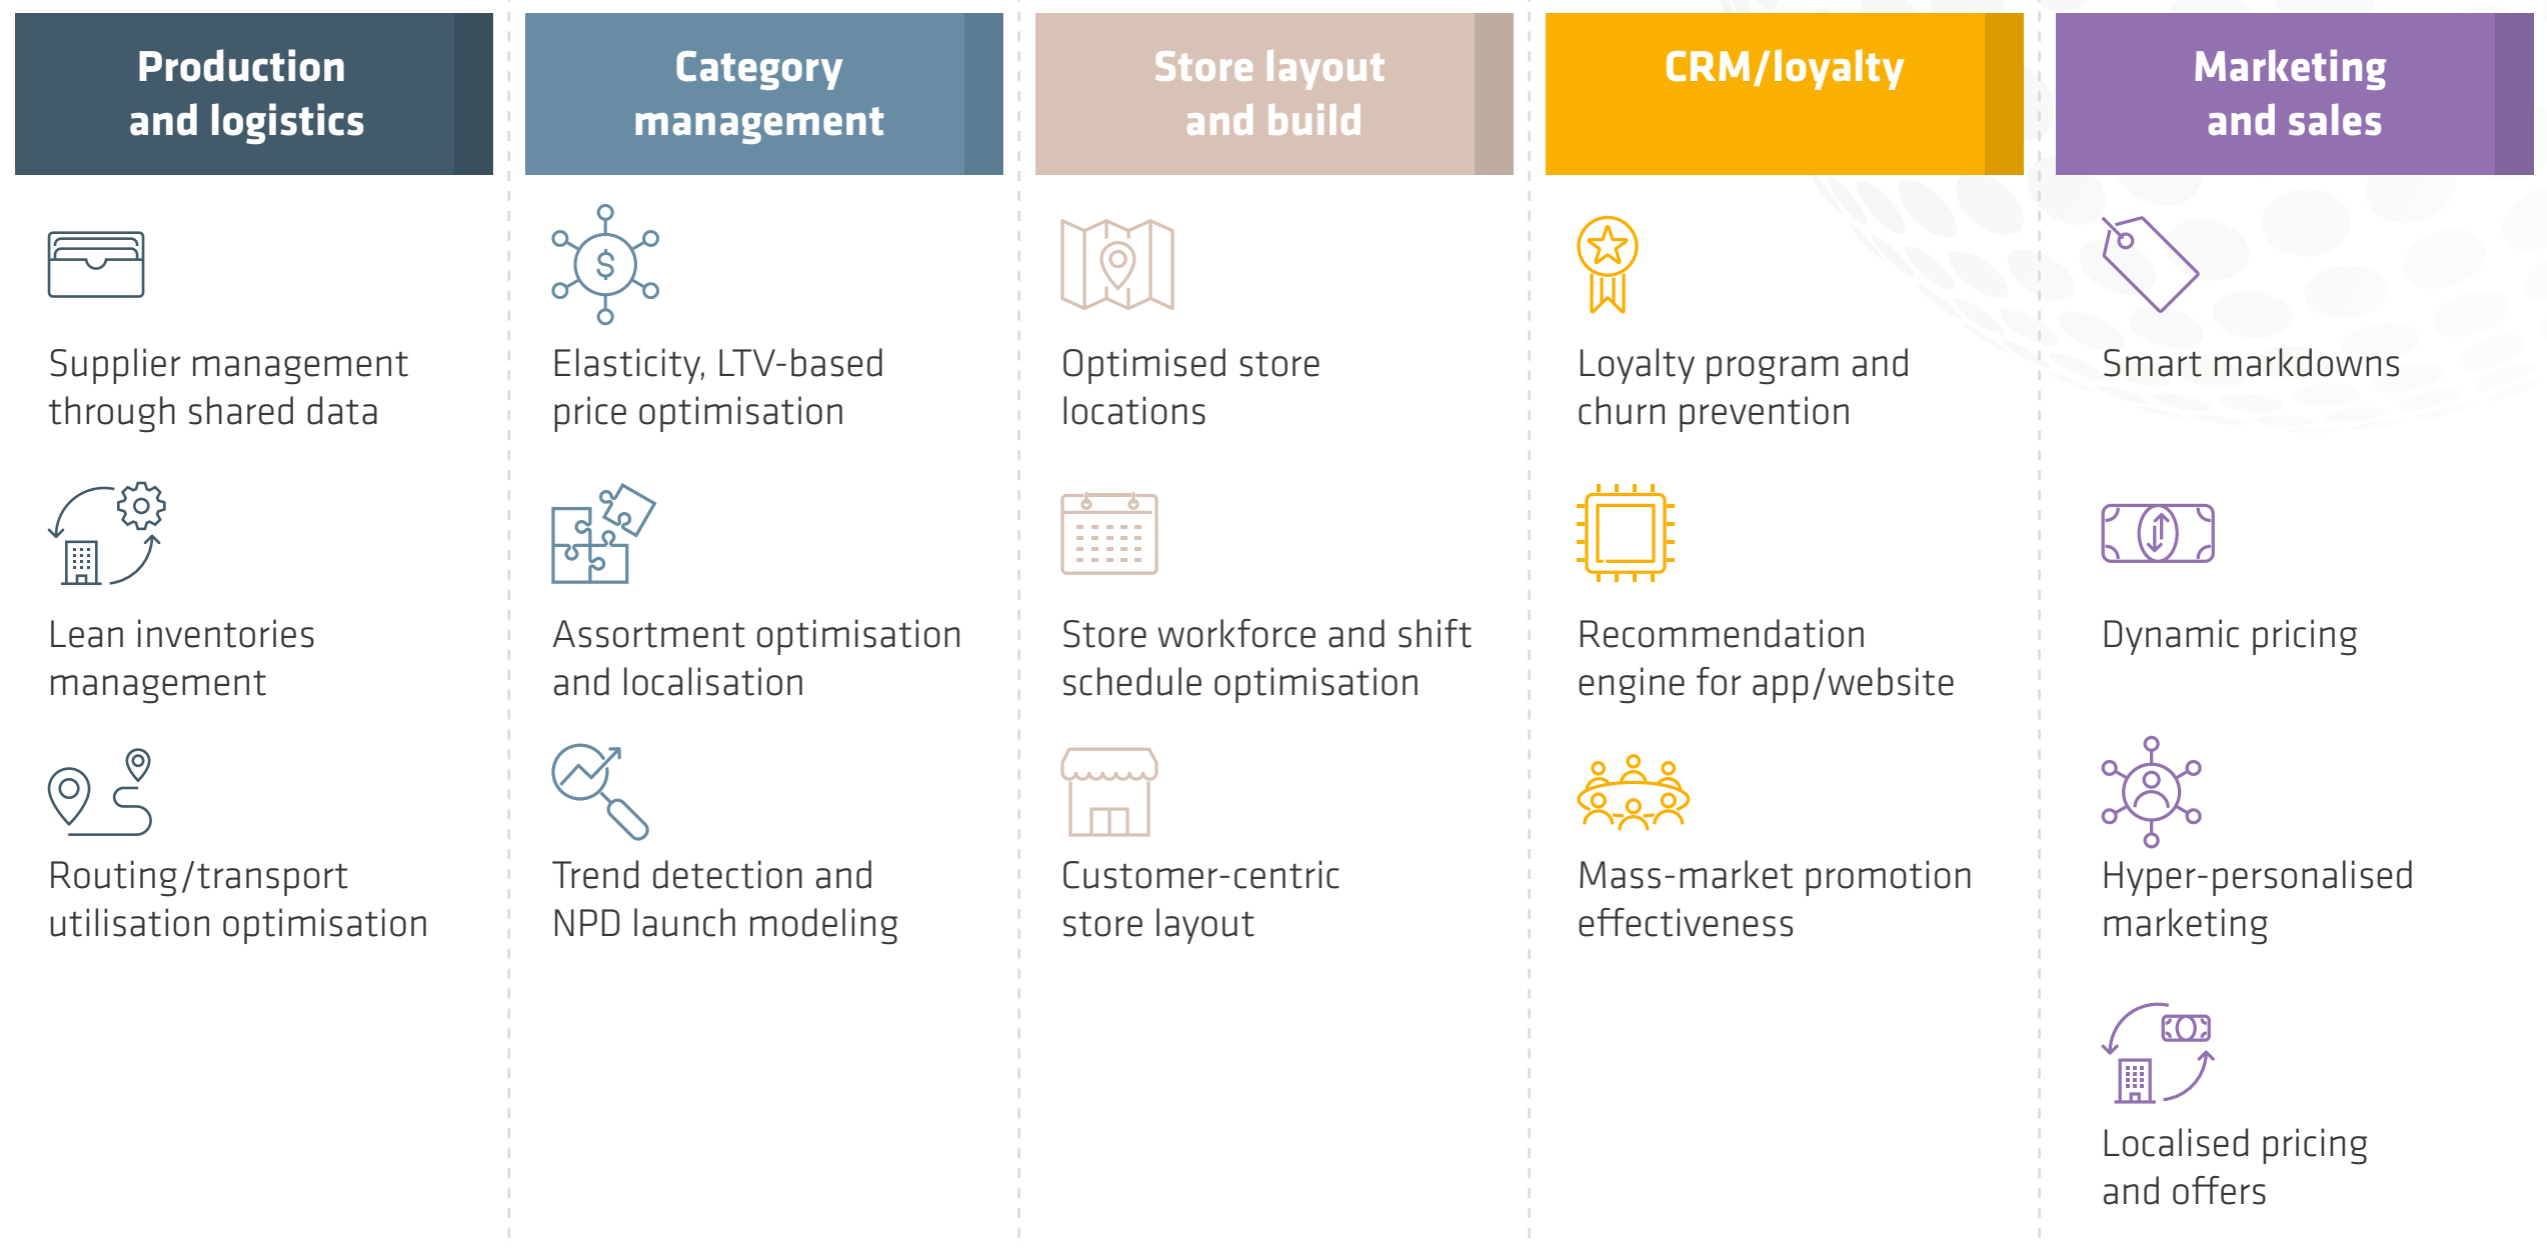 Production
and logistics
Supplier management
through shared data
Lean inventories
management
Routing/transport
utilisation optimisation
Category
management
$
Elasticity, LTV-based
price optimisation
Assortment optimisation
and localisation
Trend detection and
NPD launch modeling
Store layout
and build
Optimised store
locations
Store workforce and shift
schedule optimisation
Customer-centric
store layout
CRM/loyalty
Loyalty program and
churn prevention
Recommendation
engine for app/website
Mass-market promotion
effectiveness
Marketing
and sales
Smart markdowns
Dynamic pricing
Hyper-personalised
marketing
Localised pricing
and offers